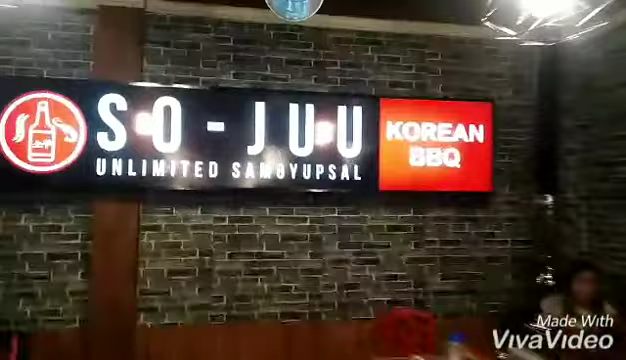 SO-JUU
UNLIMITED SAMGYUPSAL
KOREAN
BBQ
Made With
VivaVideo